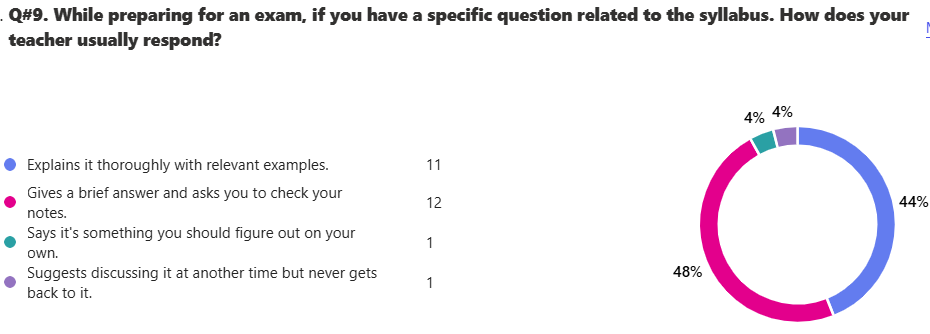 . Q#9. While preparing for an exam, if you have a specific question related to the syllabus. How does your
teacher usually respond?
Explains it thoroughly with relevant examples. 11
Gives a brief answer and asks you to check your
notes. 12
Says it's something you should figure out on your
own. 1
Suggests discussing it at another time but never gets
back to it. 1
4% 4%
44%
48%